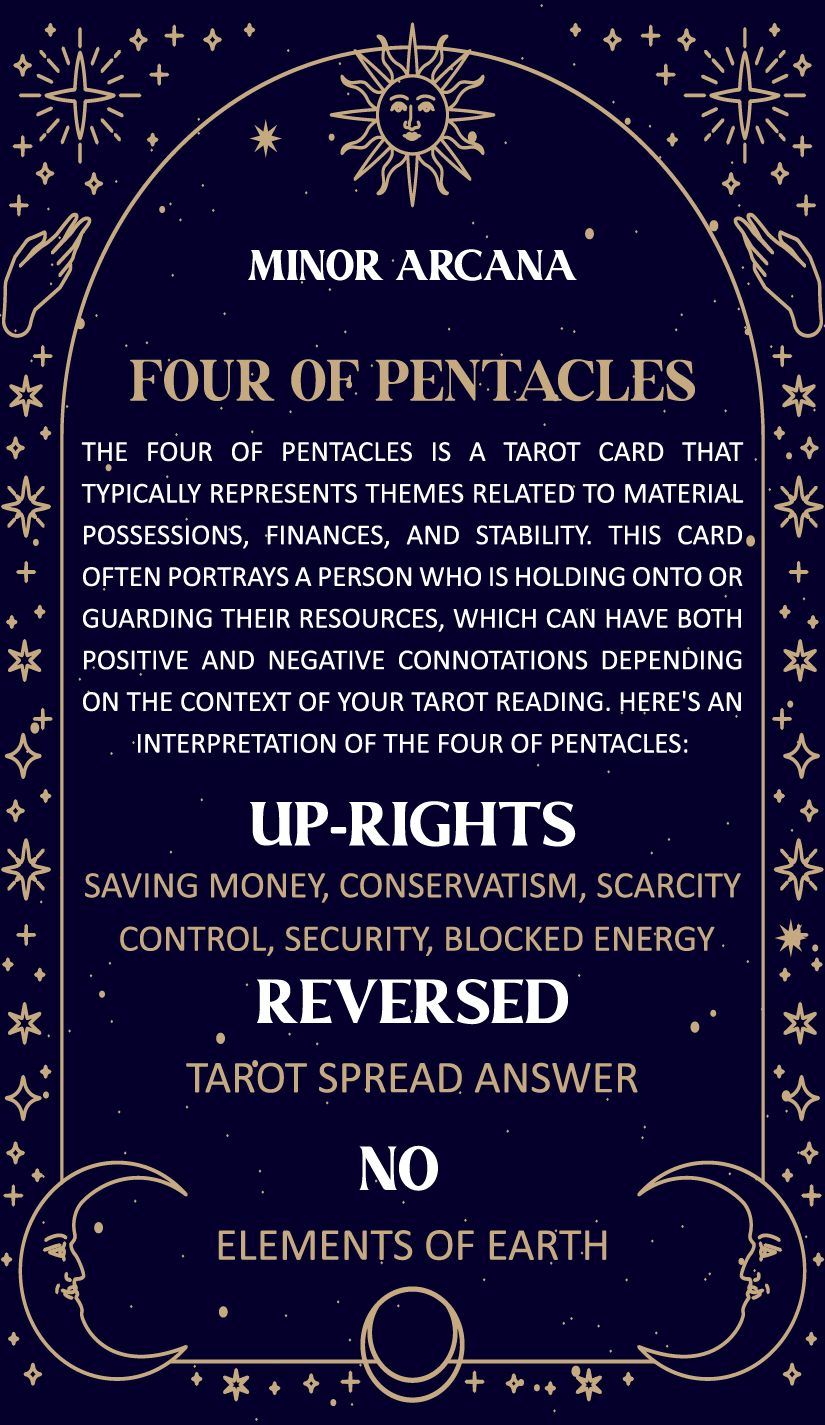 MINOR ARCANA
FOUR OF PENTACLES
THE FOUR OF PENTACLES IS A TAROT CARD THAT
TYPICALLY REPRESENTS THEMES RELATED TO MATERIAL
POSSESSIONS, FINANCES, AND STABILITY. THIS CARD
OFTEN PORTRAYS A PERSON WHO IS HOLDING ONTO OR
GUARDING THEIR RESOURCES, WHICH CAN HAVE BOTH
POSITIVE AND NEGATIVE CONNOTATIONS DEPENDING
ON THE CONTEXT OF YOUR TAROT READING. HERE'S AN
INTERPRETATION OF THE FOUR OF PENTACLES:
UP-RIGHTS
SAVING MONEY, CONSERVATISM, SCARCITY
CONTROL, SECURITY, BLOCKED ENERGY
REVERSED
TAROT SPREAD ANSWER
NO
ELEMENTS OF EARTH